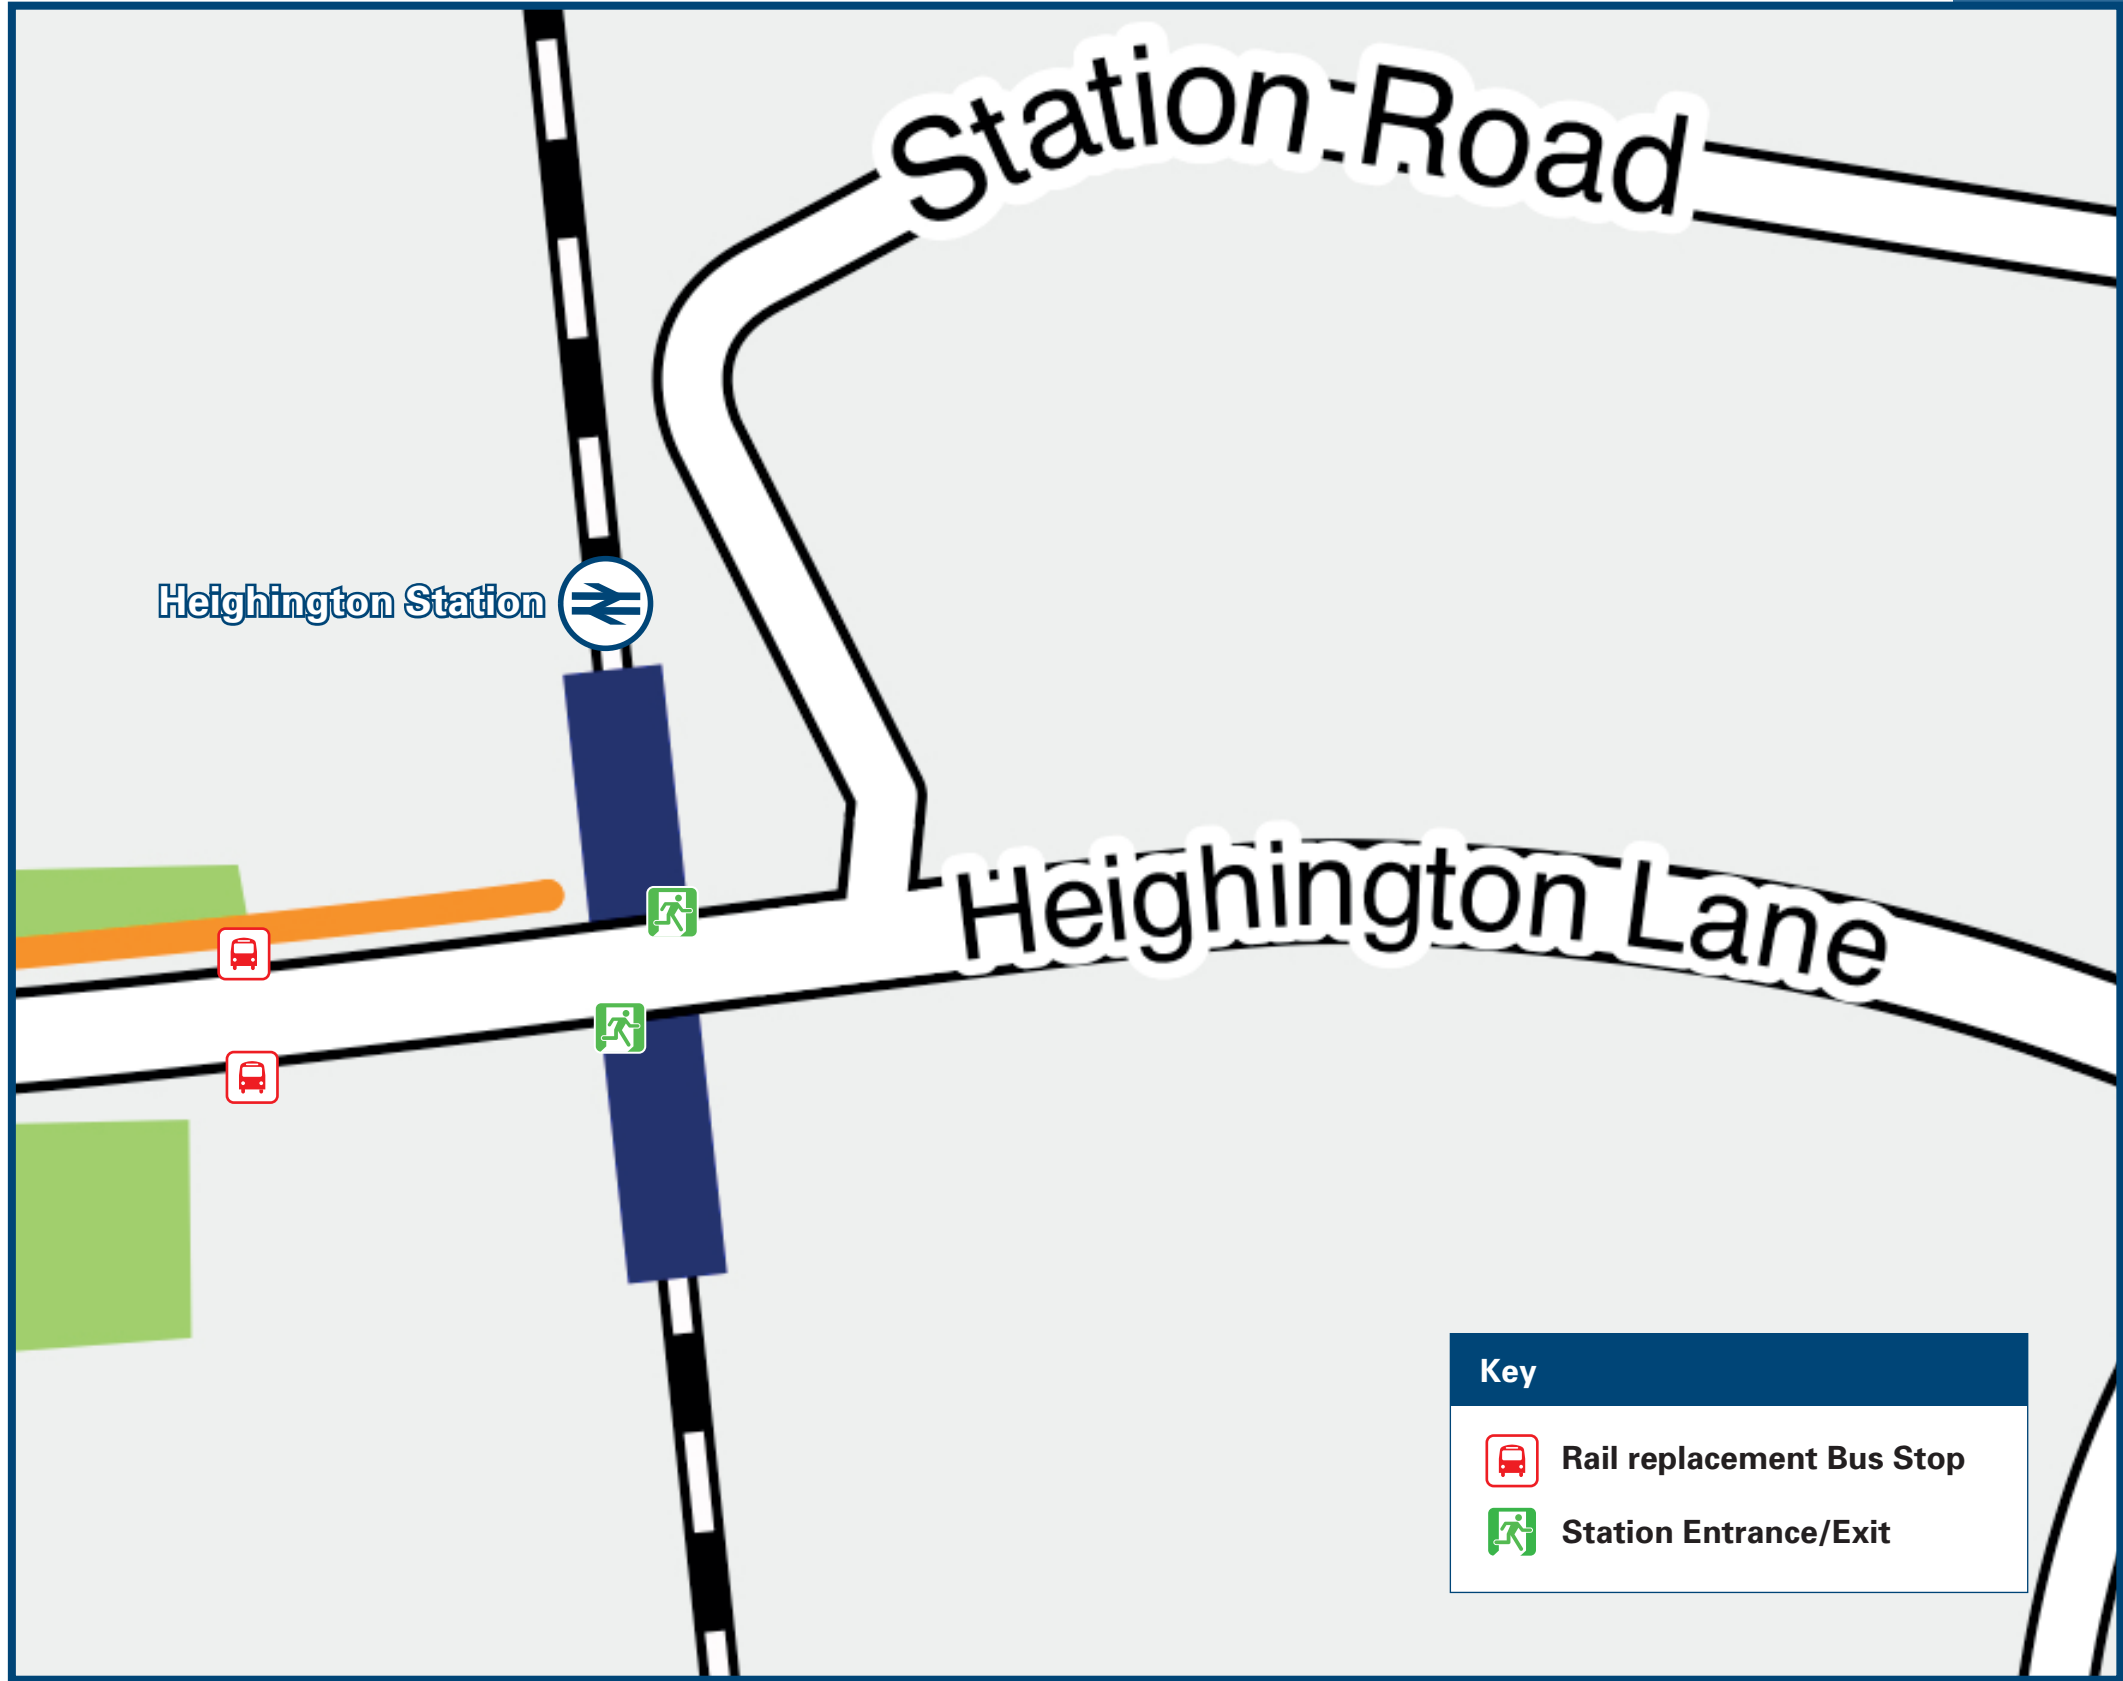 Station Road
Heighington Station
Heighington Lane
Key
Rail replacement Bus Stop
Station Entrance/Exit